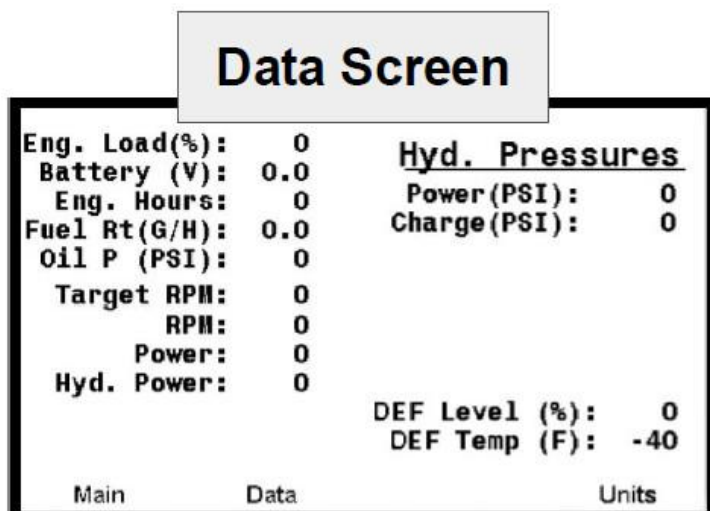 Data Screen
Eng. Load(%): 0
Battery (V): 0.0
Eng. Hours: 0
Fuel Rt(G/H): 0.0
Oil P (PSI): 0
Target RPM: 0
RPM: 0
Power: 0
Hyd. Power: 0
Hyd. Pressures
Power(PSI): 0
Charge(PSI): 0
DEF Level (%): 0
DEF Temp (F): -40
Main Data Units